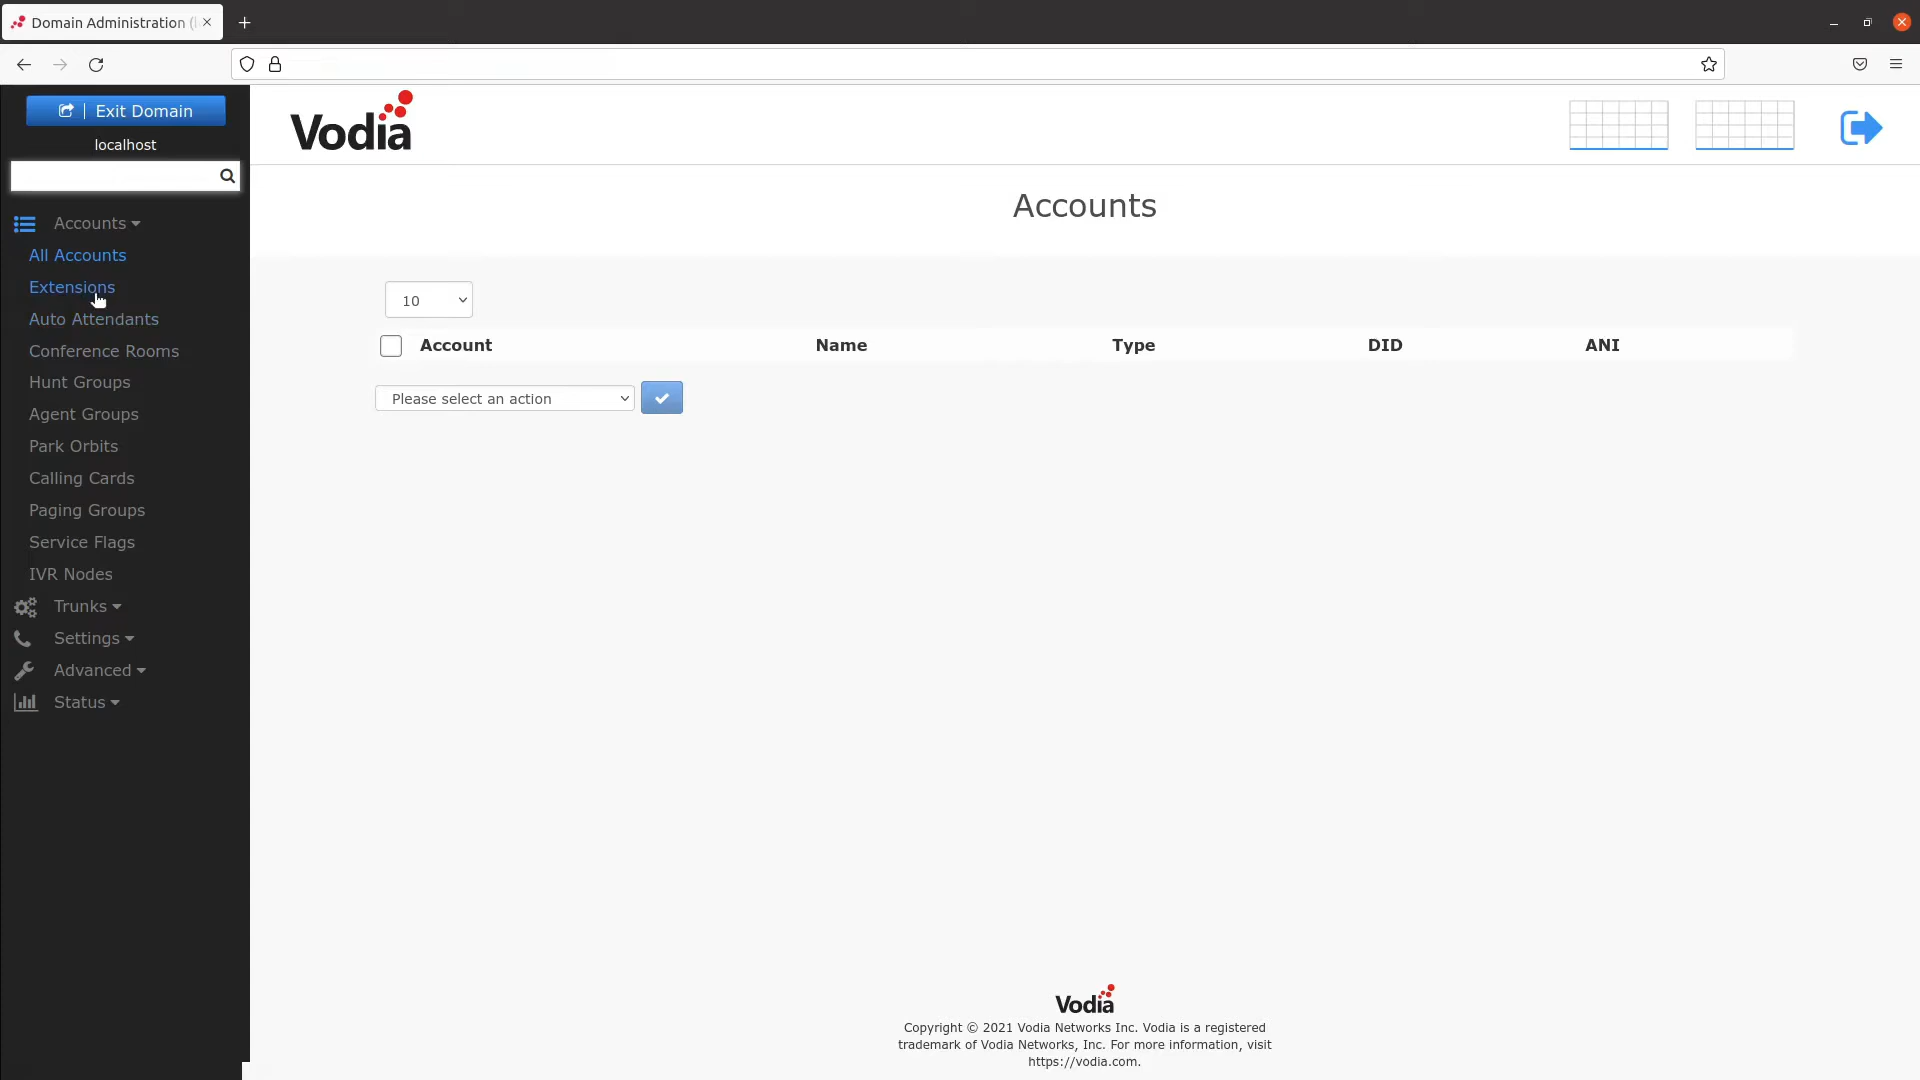 Domain Administration (
Exit Domain
localhost
Accounts
All Accounts
Extensions
Auto Attendants
Conference Rooms
Hunt Groups
Agent Groups
Park Orbits
Calling Cards
Paging Groups
Service Flags
IVR Nodes
Trunks
Settings
Advanced
Status
Vodia
Accounts
10
Account Name Type DID ANI
Please select an action
Vodia
Copyright © 2021 Vodia Networks Inc. Vodia is a registered
trademark of Vodia Networks, Inc. For more information, visit
https://vodia.com.